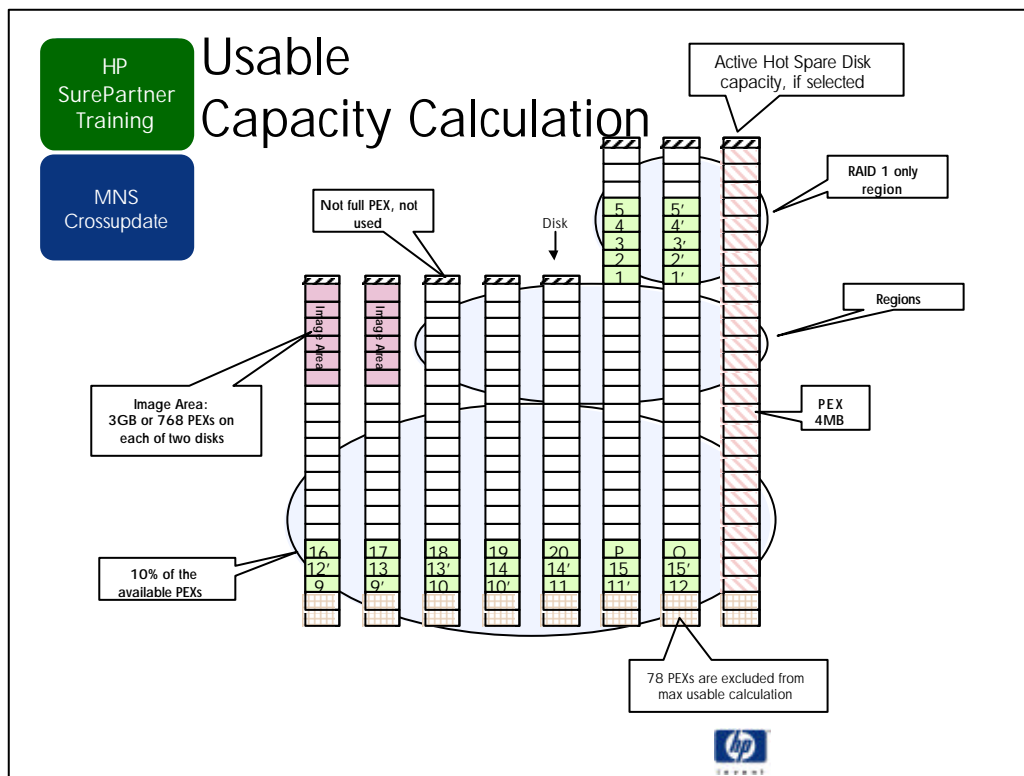 HP
SurePartner
Training
MNS
Crossupdate
Usable
Capacity Calculation
Active Hot Spare Disk
capacity, if selected
RAID 1 only
region
Not full PEX, not
used
Disk
5 5’
4 4’
3 3’
2 2’
1 1’
Regions
Image Area
Image Area
Image Area:
3GB or 768 PEXs on
each of two disks
PEX
4MB
16 17 18 19 20 P Q
12’ 13 13’ 14 14’ 15 15’
9 9’ 10 10’ 11 11’ 12
10% of the
available PEXs
78 PEXs are excluded from
max usable calculation
hp
invent